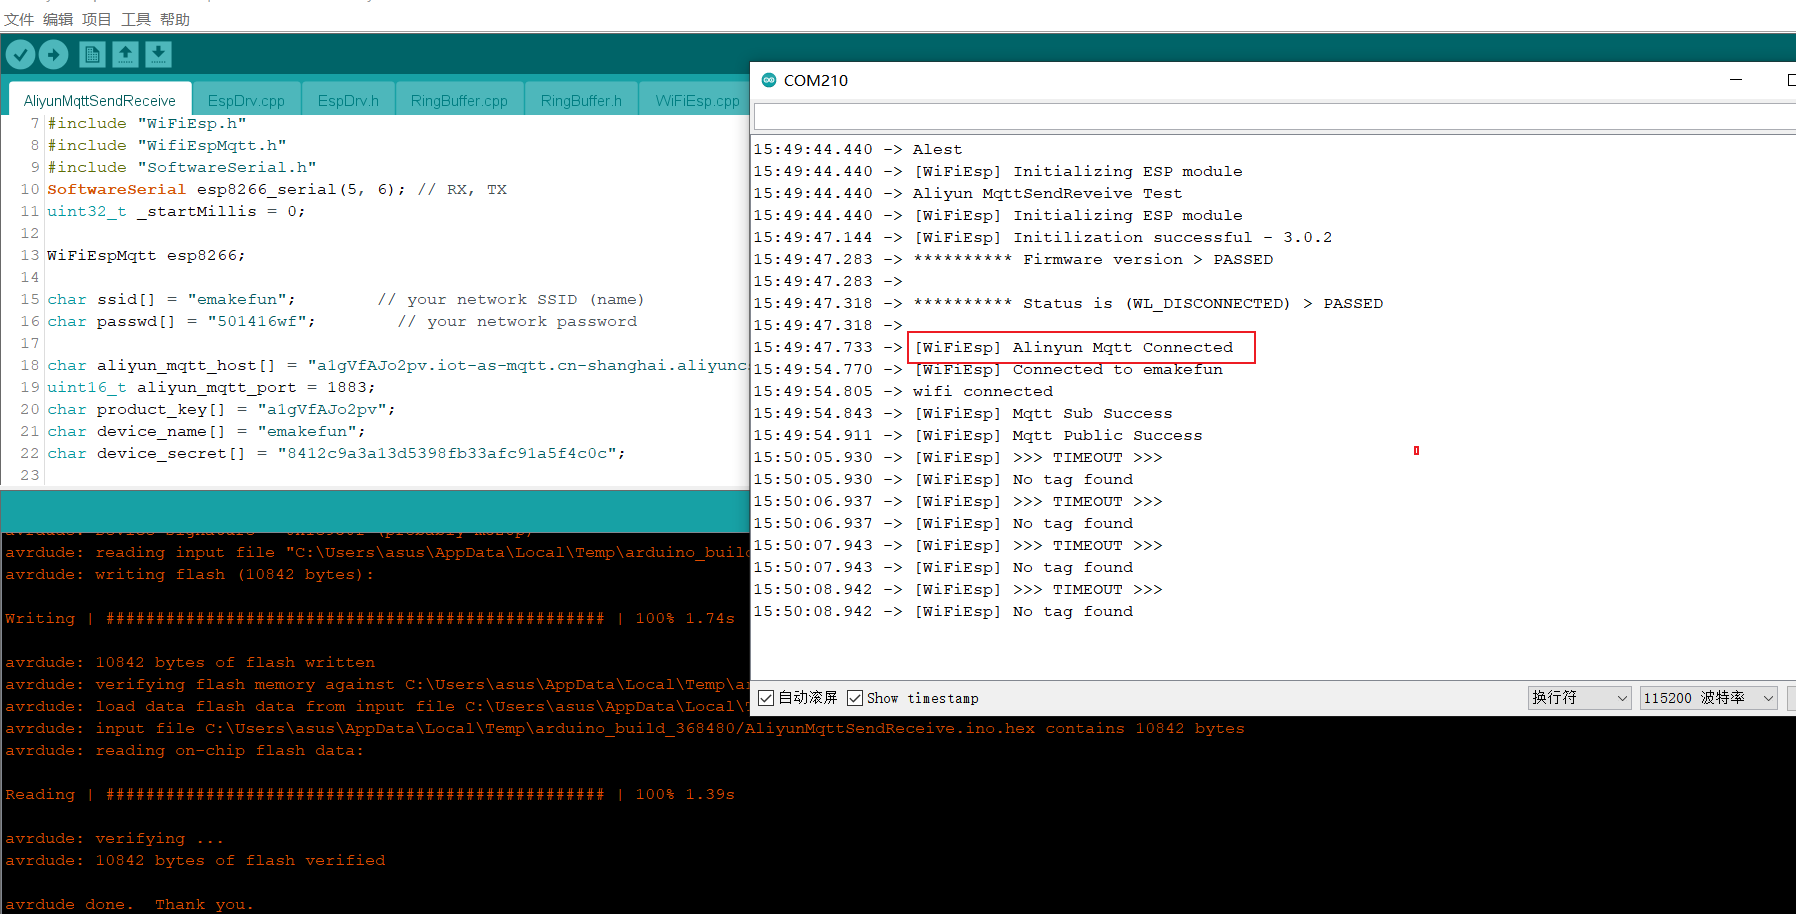 文件 编辑 项目 工具 帮助
AliyunMqttSendReceive EspDrv.cpp EspDrv.h RingBuffer.cpp RingBuffer.h WiFiEsp.cpp
7 #include "WiFiEsp.h"
8 #include "WifiEspMqtt.h"
9 #include "SoftwareSerial.h"
10 SoftwareSerial esp8266_serial(5, 6); // RX, TX
11 uint32_t _startMillis = 0;
12
13 WiFiEspMqtt esp8266;
14
15 char ssid[] = "emakefun"; // your network SSID (name)
16 char passwd[] = "501416wf"; // your network password
17
18 char aliyun_mqtt_host[] = "a1gVfAJo2pv.iot-as-mqtt.cn-shanghai.aliyunc
19 uint16_t aliyun_mqtt_port = 1883;
20 char product_key[] = "a1gVfAJo2pv";
21 char device_name[] = "emakefun";
22 char device_secret[] = "8412c9a3a13d5398fb33afc91a5f4c0c";
23
COM210
15:49:44.440 -> Alest
15:49:44.440 -> [WiFiEsp] Initializing ESP module
15:49:44.440 -> Aliyun MqttSendReveive Test
15:49:44.440 -> [WiFiEsp] Initializing ESP module
15:49:47.144 -> [WiFiEsp] Initilization successful - 3.0.2
15:49:47.283 -> ********** Firmware version > PASSED
15:49:47.283 ->
15:49:47.318 -> ********** Status is (WL_DISCONNECTED) > PASSED
15:49:47.318 ->
15:49:47.733 -> [WiFiEsp] Alinyun Mqtt Connected
15:49:54.770 -> [WiFiEsp] Connected to emakefun
15:49:54.805 -> wifi connected
15:49:54.843 -> [WiFiEsp] Mqtt Sub Success
15:49:54.911 -> [WiFiEsp] Mqtt Public Success
15:50:05.930 -> [WiFiEsp] >>> TIMEOUT >>>
15:50:05.930 -> [WiFiEsp] No tag found
15:50:06.937 -> [WiFiEsp] >>> TIMEOUT >>>
15:50:06.937 -> [WiFiEsp] No tag found
15:50:07.943 -> [WiFiEsp] >>> TIMEOUT >>>
15:50:07.943 -> [WiFiEsp] No tag found
15:50:08.942 -> [WiFiEsp] >>> TIMEOUT >>>
15:50:08.942 -> [WiFiEsp] No tag found
自动滚屏 Show timestamp 换行符 115200 波特率
avrdude: reading input file "C:\Users\asus\AppData\Local\Temp\arduino_build
avrdude: writing flash (10842 bytes):
Writing | ################################################## | 100% 1.74s
avrdude: 10842 bytes of flash written
avrdude: verifying flash memory against C:\Users\asus\AppData\Local\Temp\ar
avrdude: load data flash data from input file C:\Users\asus\AppData\Local\T
avrdude: input file C:\Users\asus\AppData\Local\Temp\arduino_build_368480/AliyunMqttSendReceive.ino.hex contains 10842 bytes
avrdude: reading on-chip flash data:
Reading | ################################################## | 100% 1.39s
avrdude: verifying ...
avrdude: 10842 bytes of flash verified
avrdude done.  Thank you.